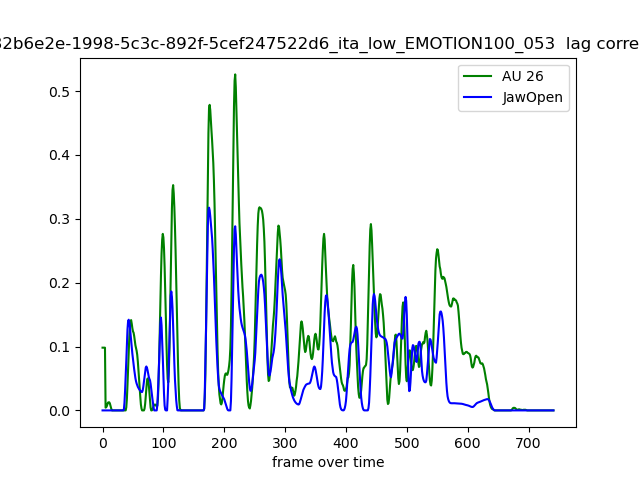 32b6e2e-1998-5c3c-892f-5cef247522d6_ita_low_EMOTION100_053 lag corre
AU 26
JawOpen
0.5
0.4
0.3
0.2
0.1
0.0
0 100 200 300 400 500 600 700
frame over time